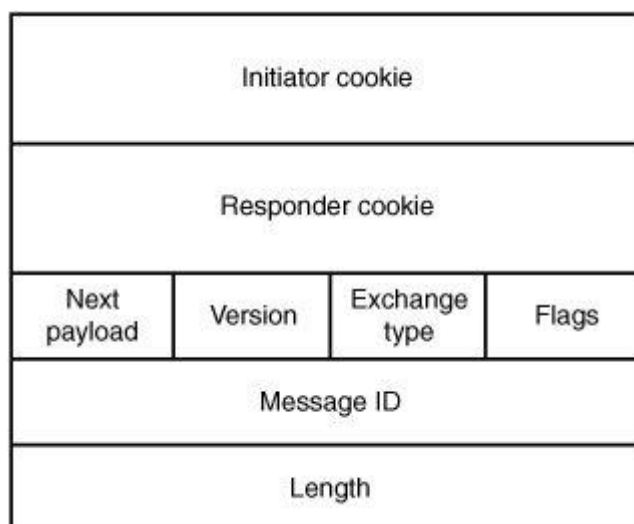 Initiator cookie
Responder cookie
Next
payload
Version
Exchange
type
Flags
Message ID
Length